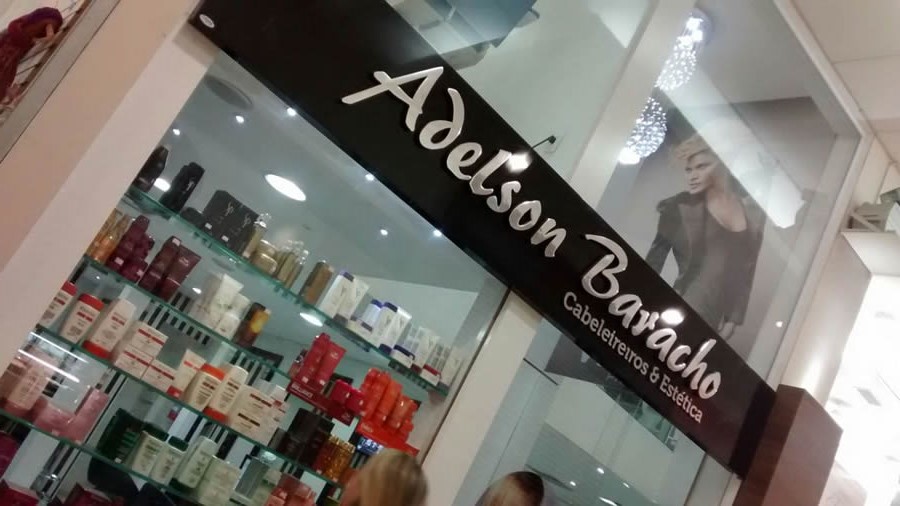 Adelson Baracho
Cabeleireiros & Estética